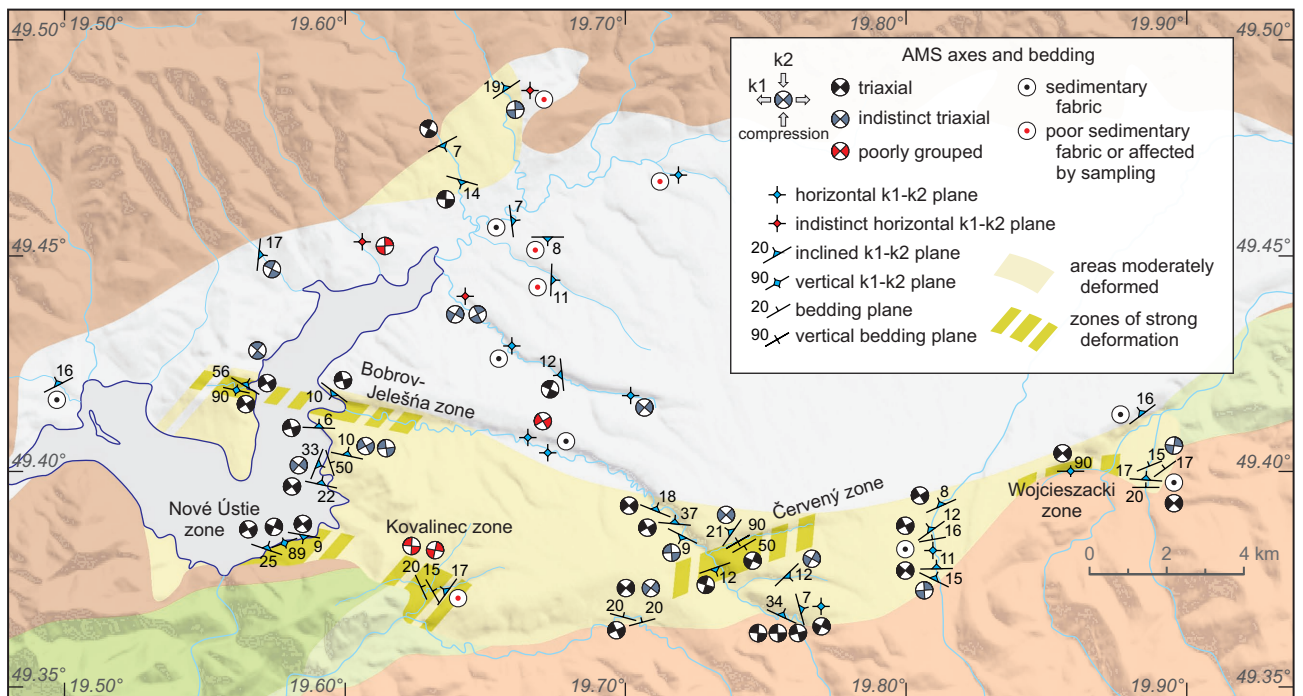 49.50° 19.50° 19.60° 19.70° 19.80° 19.90° 49.50°
AMS axes and bedding
k2
k1
compression
triaxial
indistinct triaxial
poorly grouped
sedimentary
fabric
poor sedimentary
fabric or affected
by sampling
horizontal k1-k2 plane
indistinct horizontal k1-k2 plane
20 inclined k1-k2 plane
90 vertical k1-k2 plane
20 bedding plane
90 vertical bedding plane
areas moderately
deformed
zones of strong
deformation
19
7
14
7
8
11
17
49.45°
49.45°
16
56
90
10
Bobrov-
Jeleśńa zone
12
6
10
33
50
22
49.40°
49.40°
16
90
15
17
17
20
Wojcieszacki
zone
Nové Ústie
zone
9
89
25
Kovalinec zone
20
15
17
18
37
9
Červený zone
21
90
50
12
12
8
12
16
11
15
20
20
34
7
0 2 4 km
49.35° 19.50° 19.60° 19.70° 19.80° 19.90° 49.35°